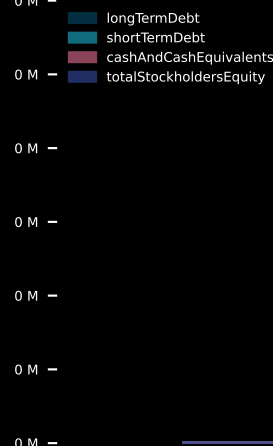 0 M
longTermDebt
shortTermDebt
cashAndCashEquivalents
0 M
totalStockholdersEquity
0 M
0 M
0 M
0 M
0 M